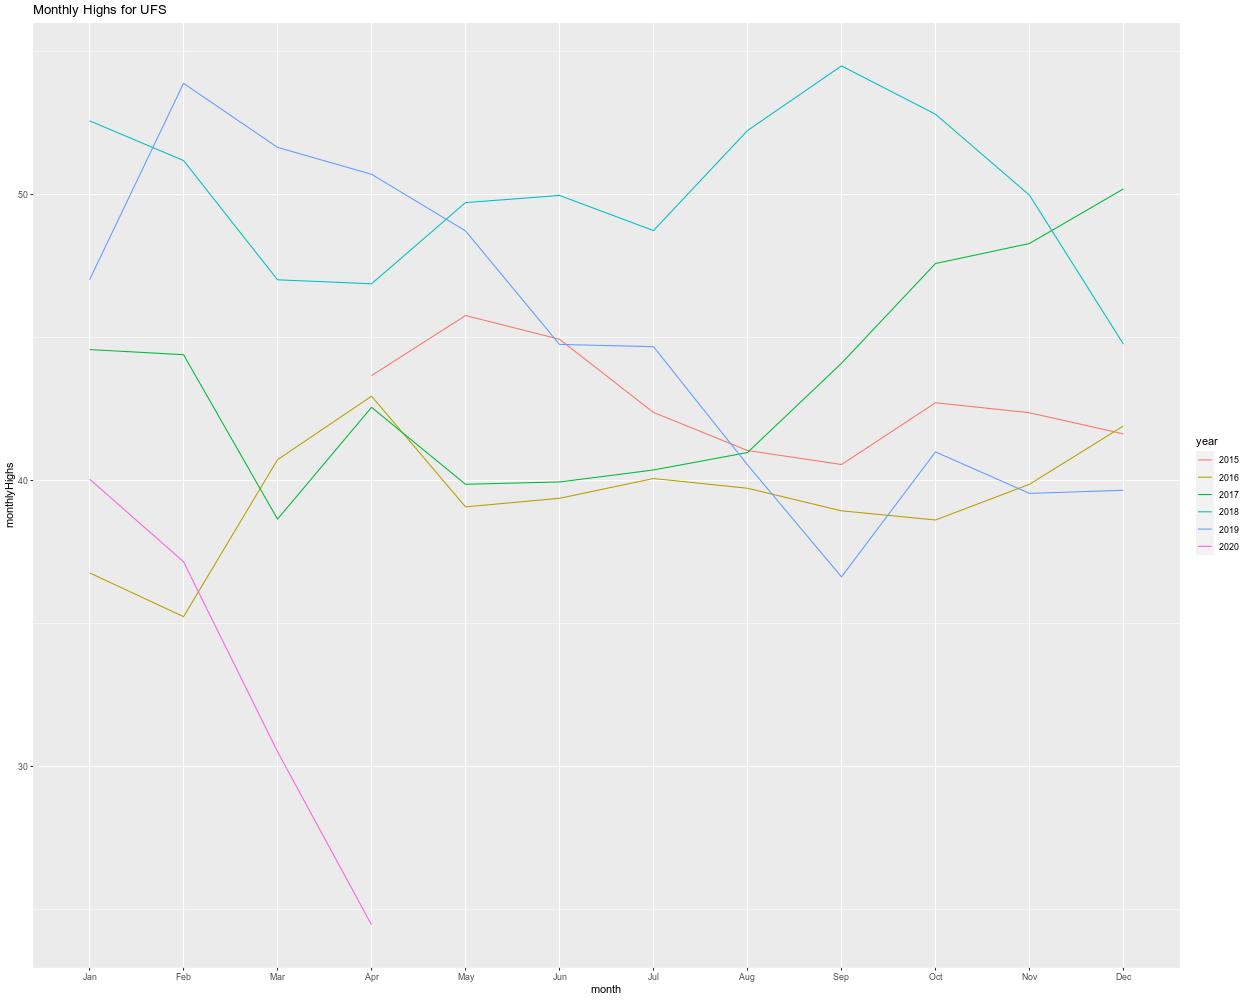 Monthly Highs for UFS
monthlyHighs
50
40
30
Jan Feb Mar Apr May Jun Jul Aug Sep Oct Nov Dec
month
year
2015
2016
2017
2018
2019
2020